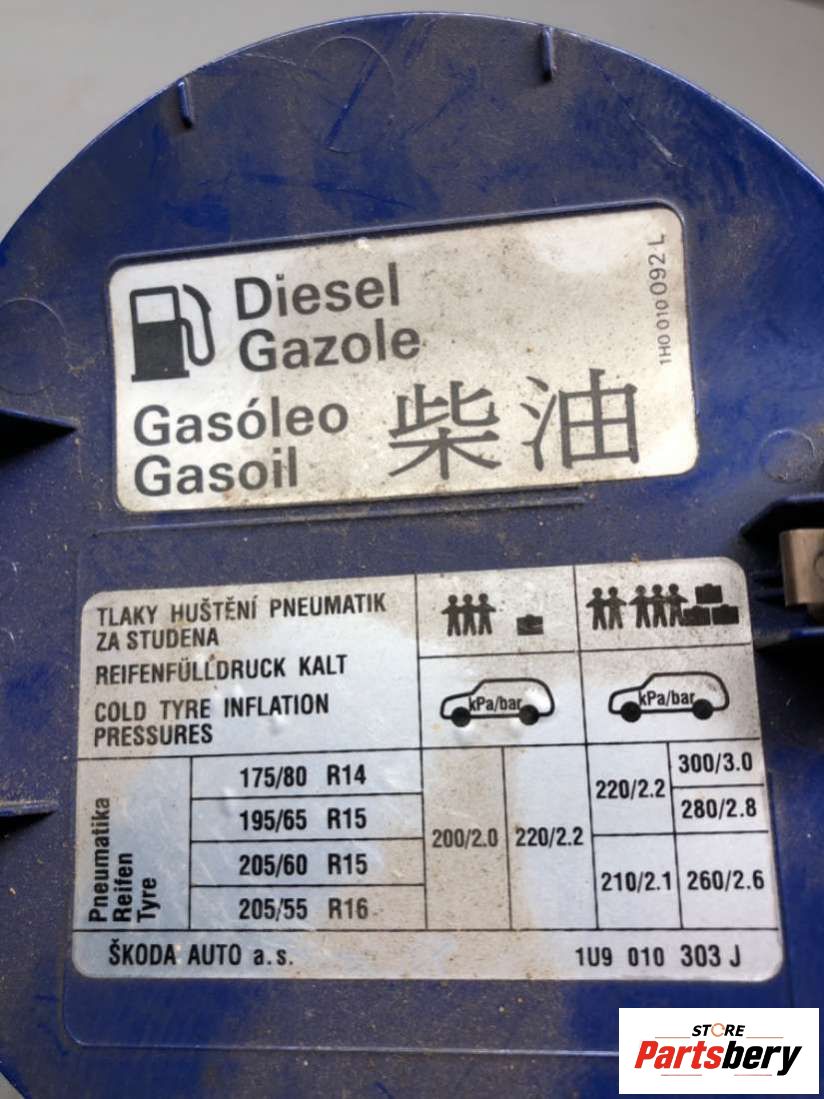 Diesel
Gazole
Gasóleo
Gasoil
柴油
1H0 010 092 L
TLAKY HUŠTĚNÍ PNEUMATIK
ZA STUDENA
REIFENFÜLLDRUCK KALT
COLD TYRE INFLATION
PRESSURES
kPa/bar
kPa/bar
Pneumatika
Reifen
Tyre
175/80 R14
195/65 R15
205/60 R15
205/55 R16
200/2.0
220/2.2
220/2.2
300/3.0
280/2.8
210/2.1
260/2.6
ŠKODA AUTO a.s.
1U9 010 303 J
STORE
Partsbery